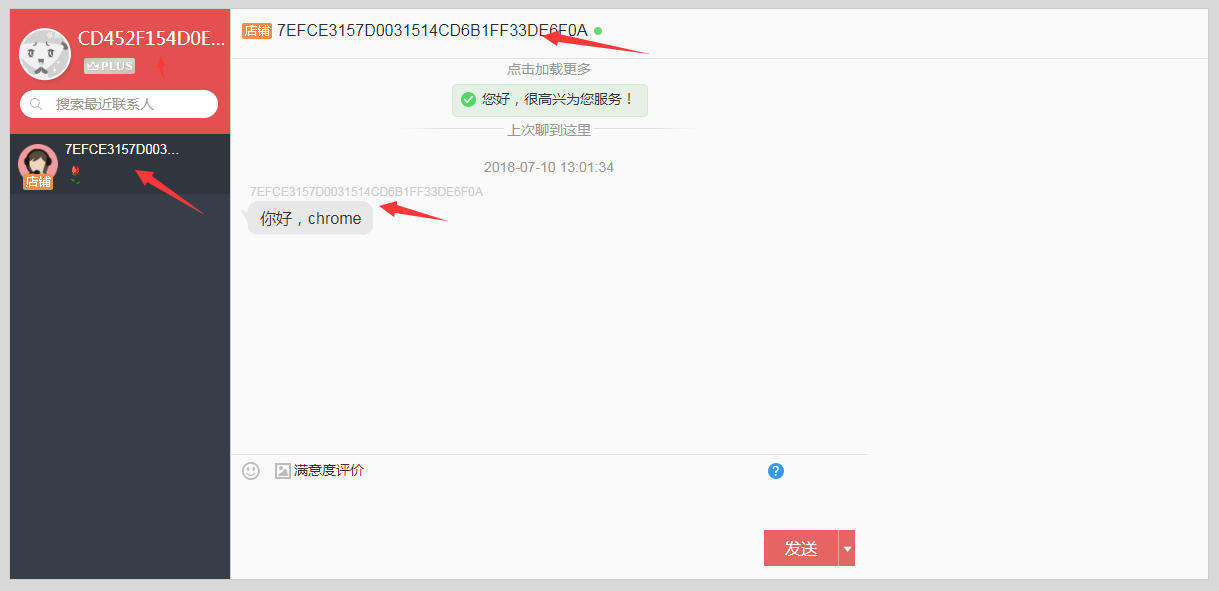 CD452F154D0E...
PLUS
搜索最近联系人
7EFCE3157D003...
店铺
店铺 7EFCE3157D0031514CD6B1FF33DE6F0A
点击加载更多
您好，很高兴为您服务！
上次聊到这里
2018-07-10 13:01:34
7EFCE3157D0031514CD6B1FF33DE6F0A
你好，chrome
满意度评价
?
发送